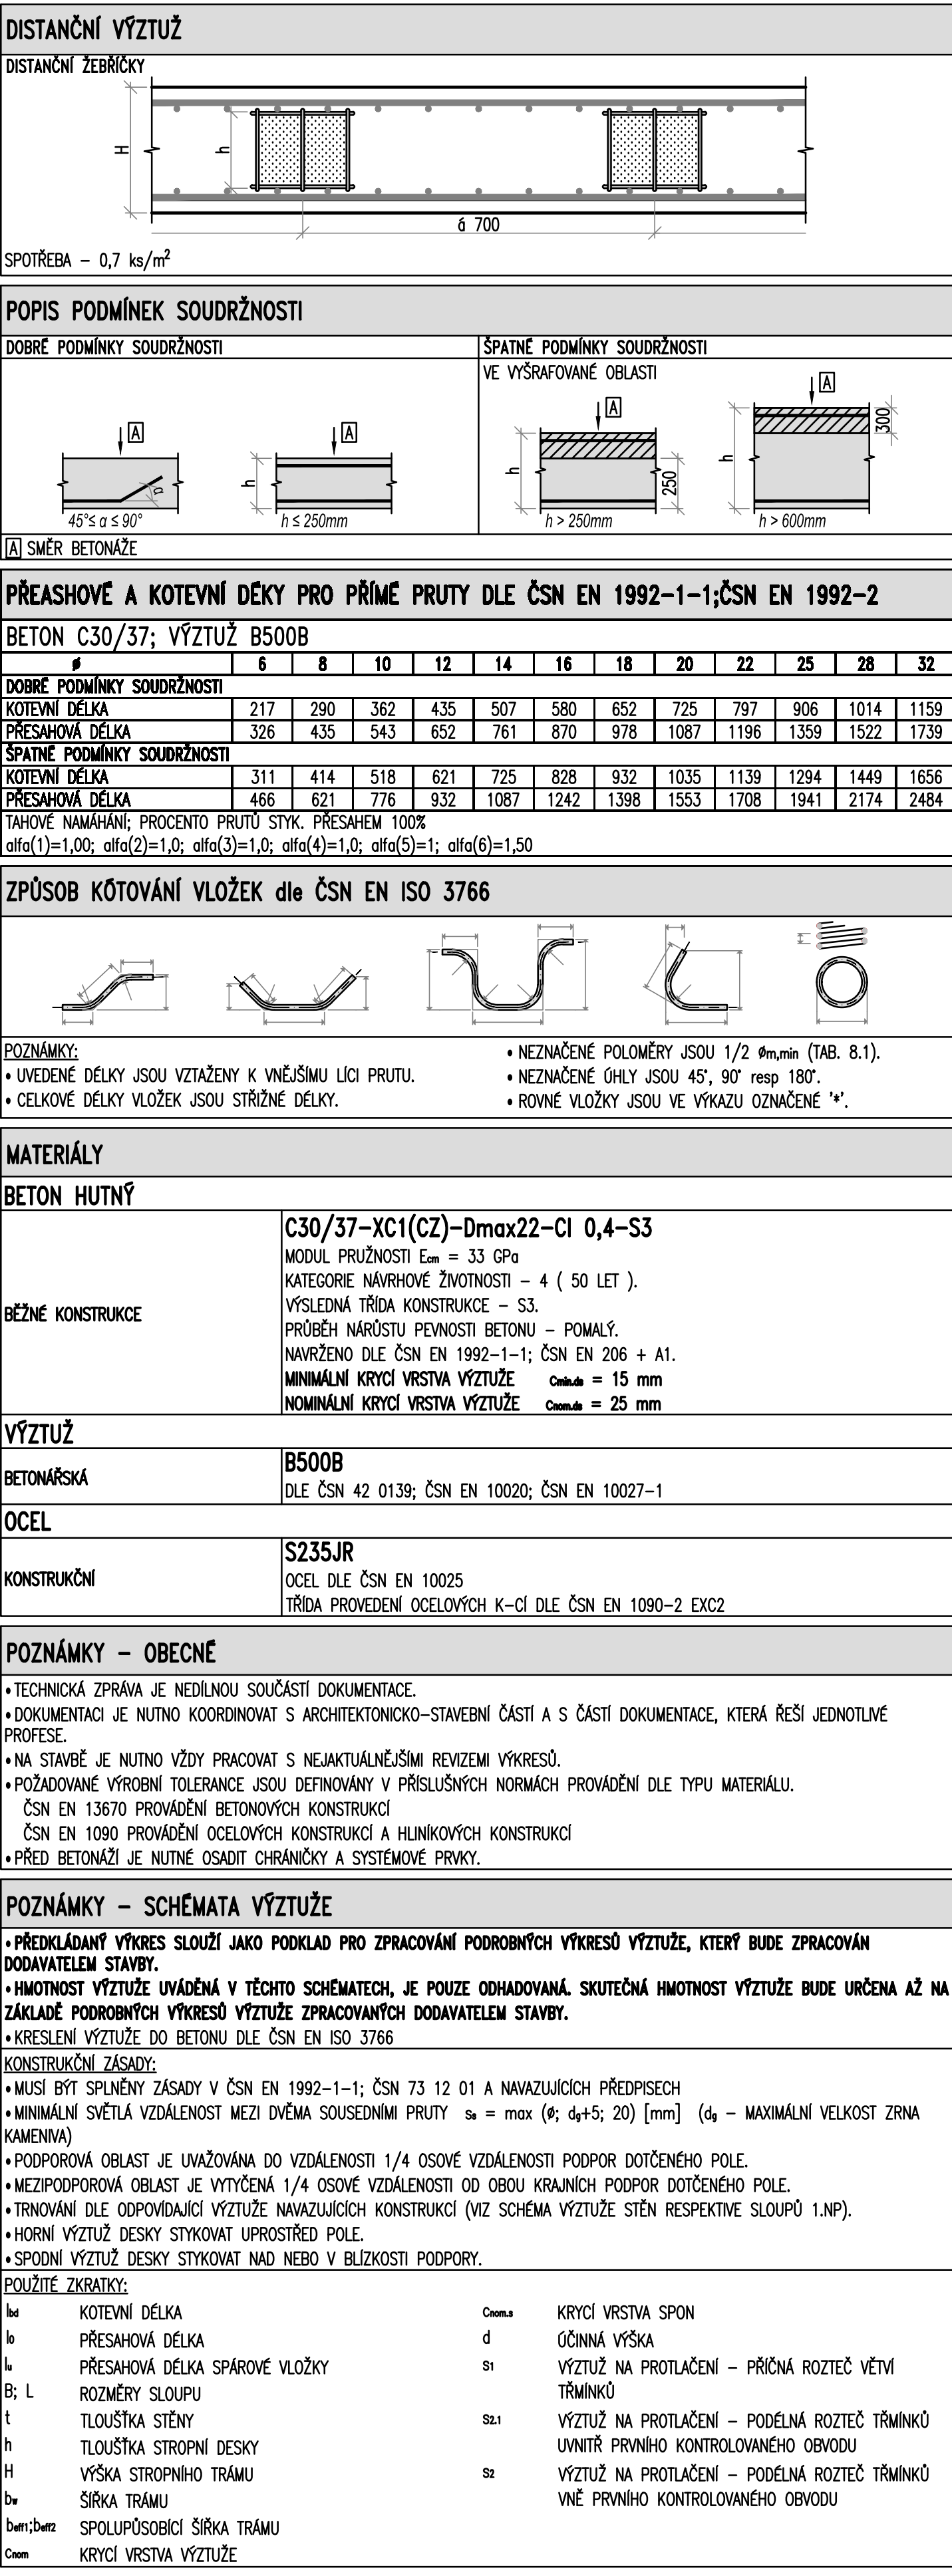 DISTANČNÍ VÝZTUŽ
DISTANČNÍ ŽEBŘÍČKY
H
h
á 700
SPOTŘEBA – 0,7 ks/m²
POPIS PODMÍNEK SOUDRŽNOSTI
DOBRÉ PODMÍNKY SOUDRŽNOSTI
ŠPATNÉ PODMÍNKY SOUDRŽNOSTI
VE VYŠRAFOVANÉ OBLASTI
A
α
45°≤ α ≤ 90°
A
h
h ≤ 250mm
A
h
250
h > 250mm
A
h
300
h > 600mm
A SMĚR BETONÁŽE
PŘEASHOVÉ A KOTEVNÍ DÉKY PRO PŘÍMÉ PRUTY DLE ČSN EN 1992-1-1;ČSN EN 1992-2
BETON C30/37; VÝZTUŽ B500B
ø 6 8 10 12 14 16 18 20 22 25 28 32
DOBRÉ PODMÍNKY SOUDRŽNOSTI
KOTEVNÍ DÉLKA 217 290 362 435 507 580 652 725 797 906 1014 1159
PŘESAHOVÁ DÉLKA 326 435 543 652 761 870 978 1087 1196 1359 1522 1739
ŠPATNÉ PODMÍNKY SOUDRŽNOSTI
KOTEVNÍ DÉLKA 311 414 518 621 725 828 932 1035 1139 1294 1449 1656
PŘESAHOVÁ DÉLKA 466 621 776 932 1087 1242 1398 1553 1708 1941 2174 2484
TAHOVÉ NAMÁHÁNÍ; PROCENTO PRUTŮ STYK. PŘESAHEM 100%
alfa(1)=1,00; alfa(2)=1,0; alfa(3)=1,0; alfa(4)=1,0; alfa(5)=1; alfa(6)=1,50
ZPŮSOB KÓTOVÁNÍ VLOŽEK dle ČSN EN ISO 3766
POZNÁMKY:
• UVEDENÉ DÉLKY JSOU VZTAŽENY K VNĚJŠÍMU LÍCI PRUTU.
• CELKOVÉ DÉLKY VLOŽEK JSOU STŘIŽNÉ DÉLKY.
• NEZNAČENÉ POLOMĚRY JSOU 1/2 øm,min (TAB. 8.1).
• NEZNAČENÉ ÚHLY JSOU 45°, 90° resp 180°.
• ROVNÉ VLOŽKY JSOU VE VÝKAZU OZNAČENÉ '*'.
MATERIÁLY
BETON HUTNÝ
BĚŽNÉ KONSTRUKCE
C30/37-XC1(CZ)-Dmax22-Cl 0,4-S3
MODUL PRUŽNOSTI Ecm = 33 GPa
KATEGORIE NÁVRHOVÉ ŽIVOTNOSTI – 4 ( 50 LET ).
VÝSLEDNÁ TŘÍDA KONSTRUKCE – S3.
PRŮBĚH NÁRŮSTU PEVNOSTI BETONU – POMALÝ.
NAVRŽENO DLE ČSN EN 1992-1-1; ČSN EN 206 + A1.
MINIMÁLNÍ KRYCÍ VRSTVA VÝZTUŽE Cmin.ds = 15 mm
NOMINÁLNÍ KRYCÍ VRSTVA VÝZTUŽE Cnom.ds = 25 mm
VÝZTUŽ
BETONÁŘSKÁ
B500B
DLE ČSN 42 0139; ČSN EN 10020; ČSN EN 10027-1
OCEL
KONSTRUKČNÍ
S235JR
OCEL DLE ČSN EN 10025
TŘÍDA PROVEDENÍ OCELOVÝCH K-CÍ DLE ČSN EN 1090-2 EXC2
POZNÁMKY – OBECNÉ
• TECHNICKÁ ZPRÁVA JE NEDÍLNOU SOUČÁSTÍ DOKUMENTACE.
• DOKUMENTACI JE NUTNO KOORDINOVAT S ARCHITEKTONICKO-STAVEBNÍ ČÁSTÍ A S ČÁSTÍ DOKUMENTACE, KTERÁ ŘEŠÍ JEDNOTLIVÉ
PROFESE.
• NA STAVBĚ JE NUTNO VŽDY PRACOVAT S NEJAKTUÁLNĚJŠÍMI REVIZEMI VÝKRESŮ.
• POŽADOVANÉ VÝROBNÍ TOLERANCE JSOU DEFINOVÁNY V PŘÍSLUŠNÝCH NORMÁCH PROVÁDĚNÍ DLE TYPU MATERIÁLU.
ČSN EN 13670 PROVÁDĚNÍ BETONOVÝCH KONSTRUKCÍ
ČSN EN 1090 PROVÁDĚNÍ OCELOVÝCH KONSTRUKCÍ A HLINÍKOVÝCH KONSTRUKCÍ
• PŘED BETONÁŽÍ JE NUTNÉ OSADIT CHRÁNIČKY A SYSTÉMOVÉ PRVKY.
POZNÁMKY – SCHÉMATA VÝZTUŽE
• PŘEDKLÁDANÝ VÝKRES SLOUŽÍ JAKO PODKLAD PRO ZPRACOVÁNÍ PODROBNÝCH VÝKRESŮ VÝZTUŽE, KTERÝ BUDE ZPRACOVÁN
DODAVATELEM STAVBY.
• HMOTNOST VÝZTUŽE UVÁDĚNÁ V TĚCHTO SCHÉMATECH, JE POUZE ODHADOVANÁ. SKUTEČNÁ HMOTNOST VÝZTUŽE BUDE URČENA AŽ NA
ZÁKLADĚ PODROBNÝCH VÝKRESŮ VÝZTUŽE ZPRACOVANÝCH DODAVATELEM STAVBY.
• KRESLENÍ VÝZTUŽE DO BETONU DLE ČSN EN ISO 3766
KONSTRUKČNÍ ZÁSADY:
• MUSÍ BÝT SPLNĚNY ZÁSADY V ČSN EN 1992-1-1; ČSN 73 12 01 A NAVAZUJÍCÍCH PŘEDPISECH
• MINIMÁLNÍ SVĚTLÁ VZDÁLENOST MEZI DVĚMA SOUSEDNÍMI PRUTY ss = max (ø; dg+5; 20) [mm] (dg – MAXIMÁLNÍ VELKOST ZRNA
KAMENIVA)
• PODPOROVÁ OBLAST JE UVAŽOVÁNA DO VZDÁLENOSTI 1/4 OSOVÉ VZDÁLENOSTI PODPOR DOTČENÉHO POLE.
• MEZIPODPOROVÁ OBLAST JE VYTYČENÁ 1/4 OSOVÉ VZDÁLENOSTI OD OBOU KRAJNÍCH PODPOR DOTČENÉHO POLE.
• TRNOVÁNÍ DLE ODPOVÍDAJÍCÍ VÝZTUŽE NAVAZUJÍCÍCH KONSTRUKCÍ (VIZ SCHÉMA VÝZTUŽE STĚN RESPEKTIVE SLOUPŮ 1.NP).
• HORNÍ VÝZTUŽ DESKY STYKOVAT UPROSTŘED POLE.
• SPODNÍ VÝZTUŽ DESKY STYKOVAT NAD NEBO V BLÍZKOSTI PODPORY.
POUŽITÉ ZKRATKY:
lbd KOTEVNÍ DÉLKA
l0 PŘESAHOVÁ DÉLKA
lu PŘESAHOVÁ DÉLKA SPÁROVÉ VLOŽKY
B; L ROZMĚRY SLOUPU
t TLOUŠŤKA STĚNY
h TLOUŠŤKA STROPNÍ DESKY
H VÝŠKA STROPNÍHO TRÁMU
bw ŠÍŘKA TRÁMU
beff1;beff2 SPOLUPŮSOBÍCÍ ŠÍŘKA TRÁMU
Cnom KRYCÍ VRSTVA VÝZTUŽE
Cnom.s KRYCÍ VRSTVA SPON
d ÚČINNÁ VÝŠKA
S1 VÝZTUŽ NA PROTLAČENÍ – PŘÍČNÁ ROZTEČ VĚTVÍ
TŘMÍNKŮ
S2.1 VÝZTUŽ NA PROTLAČENÍ – PODÉLNÁ ROZTEČ TŘMÍNKŮ
UVNITŘ PRVNÍHO KONTROLOVANÉHO OBVODU
S2 VÝZTUŽ NA PROTLAČENÍ – PODÉLNÁ ROZTEČ TŘMÍNKŮ
VNĚ PRVNÍHO KONTROLOVANÉHO OBVODU